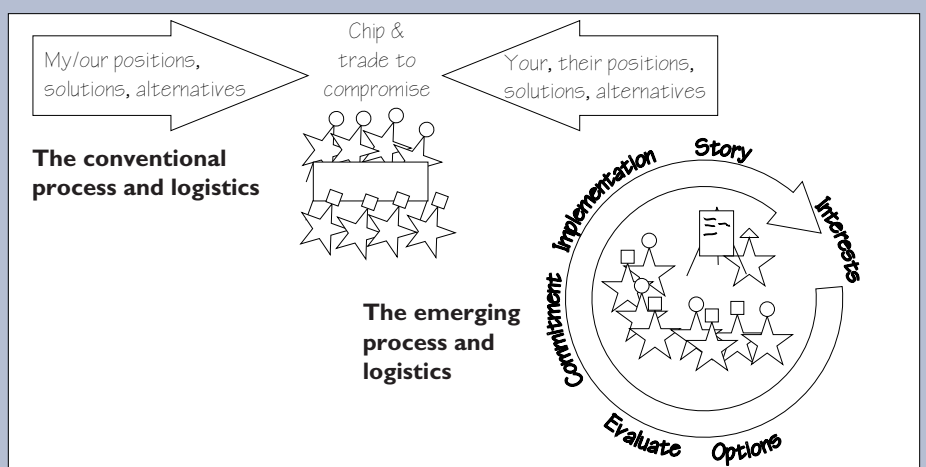 My/our positions,
solutions, alternatives
Chip &
trade to
compromise
Your, their positions,
solutions, alternatives
The conventional
process and logistics
The emerging
process and
logistics
Story
Interests
Options
Evaluate
Commitment
Implementation